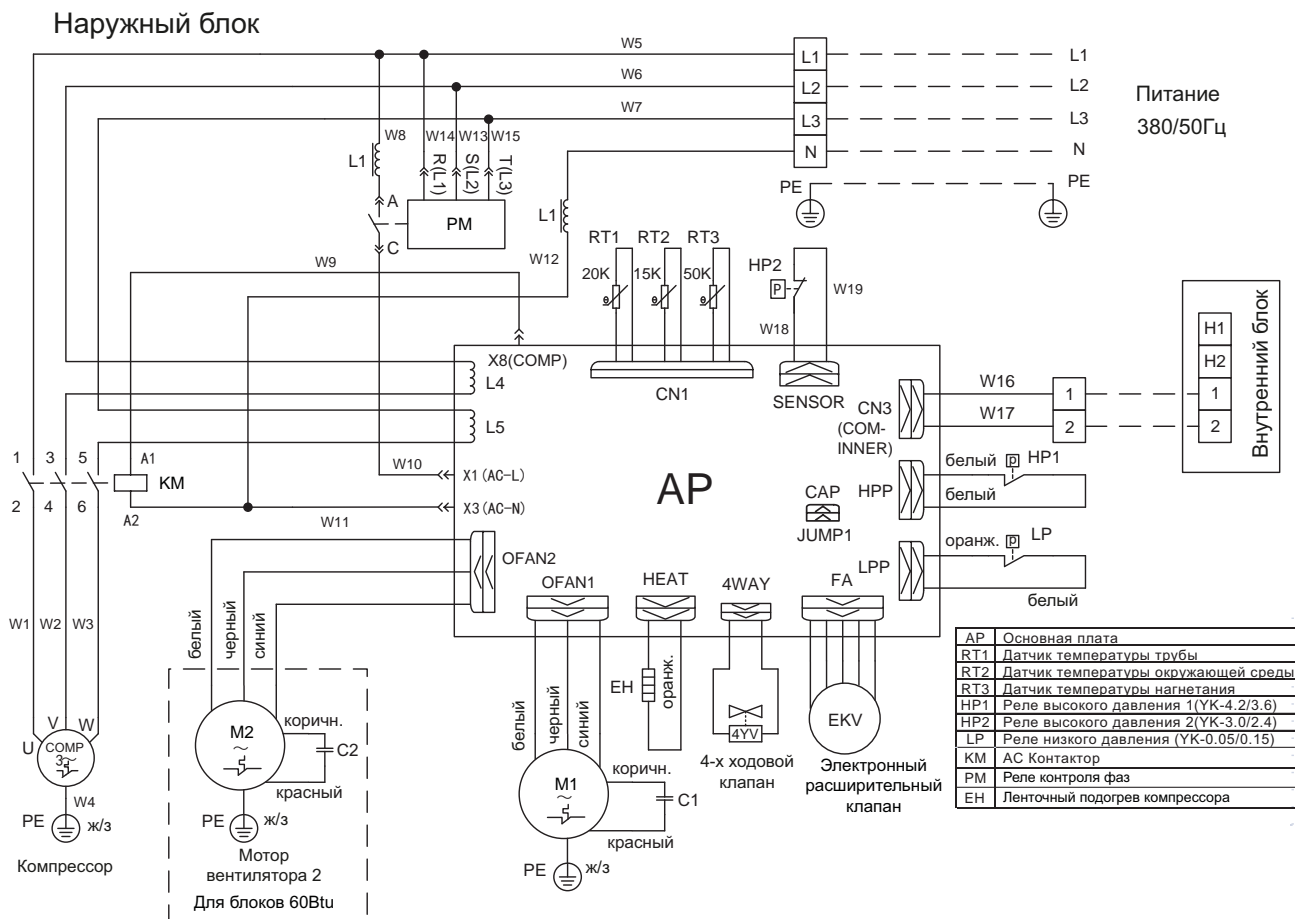 Наружный блок
W5
L1
L1
W6
L2
L2
W7
L3
L3
N
N
PE
PE
Питание
380/50Гц
W8
W14
W13
W15
L1
R(L1)
S(L2)
T(L3)
A
PM
C
L1
W9
W12
RT1
RT2
RT3
20K
15K
50K
θ
θ
θ
HP2
P
W19
W18
X8(COMP)
L4
L5
CN1
SENSOR
CN3
(COM-
INNER)
W16
W17
1
2
H1
H2
1
2
Внутренний блок
1
3
5
A1
KM
2
4
6
A2
W10
X1(AC-L)
W11
X3(AC-N)
AP
CAP
JUMP1
HPP
белый
p
HP1
белый
LPP
оранж.
p
LP
белый
OFAN2
OFAN1
HEAT
4WAY
FA
W1
W2
W3
белый
черный
синий
U
V
W
COMP
3~
W4
PE
ж/з
Компрессор
M2
~
коричн.
C2
красный
PE
ж/з
Мотор
вентилятора 2
Для блоков 60Btu
белый
черный
синий
M1
~
коричн.
C1
красный
PE
ж/з
EH
оранж.
4YV
4-х ходовой
клапан
EKV
Электронный
расширительный
клапан
AP Основная плата
RT1 Датчик температуры трубы
RT2 Датчик температуры окружающей среды
RT3 Датчик температуры нагнетания
HP1 Реле высокого давления 1(YK-4.2/3.6)
HP2 Реле высокого давления 2(YK-3.0/2.4)
LP Реле низкого давления (YK-0.05/0.15)
KM АС Контактор
PM Реле контроля фаз
EH Ленточный подогрев компрессора